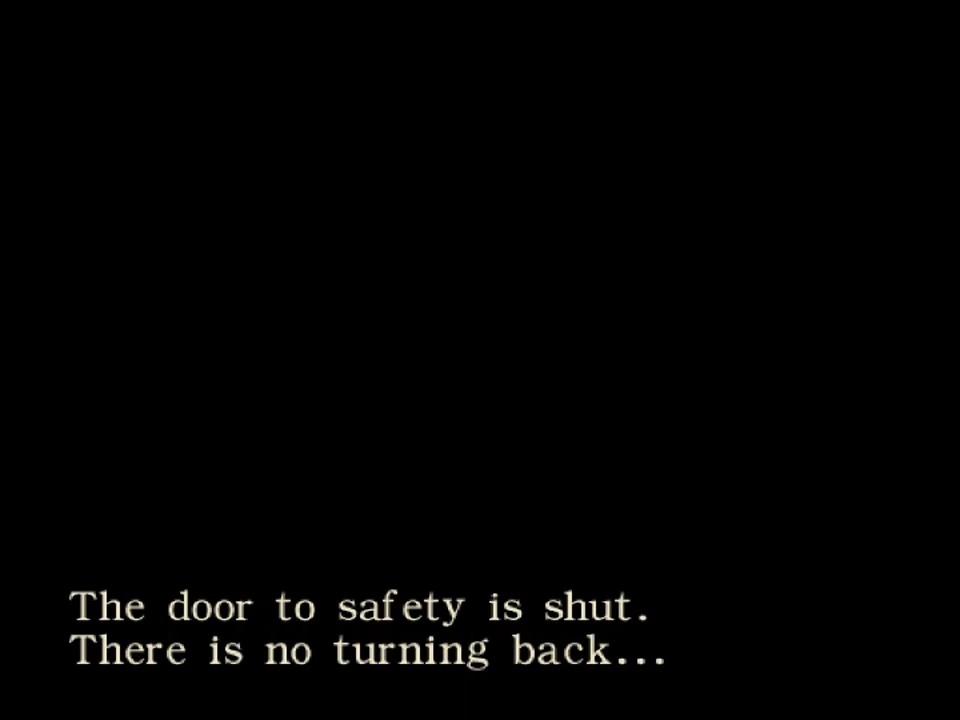 The door to safety is shut.
There is no turning back...